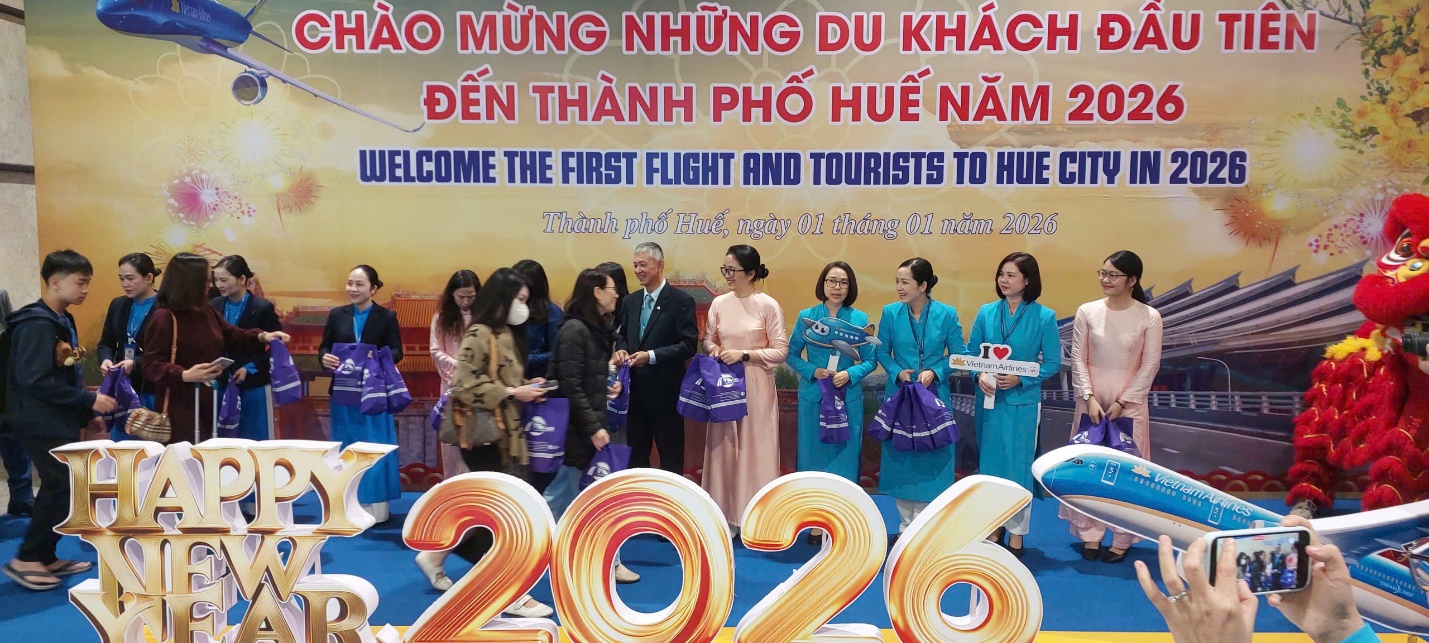 Vietnam Airlines
CHÀO MỪNG NHỮNG DU KHÁCH ĐẦU TIÊN
ĐẾN THÀNH PHỐ HUẾ NĂM 2026
WELCOME THE FIRST FLIGHT AND TOURISTS TO HUE CITY IN 2026
Thành phố Huế, ngày 01 tháng 01 năm 2026
I
Vietnam Airlines
HAPPY
NEW
YEAR
2026
Vietnam Airlines